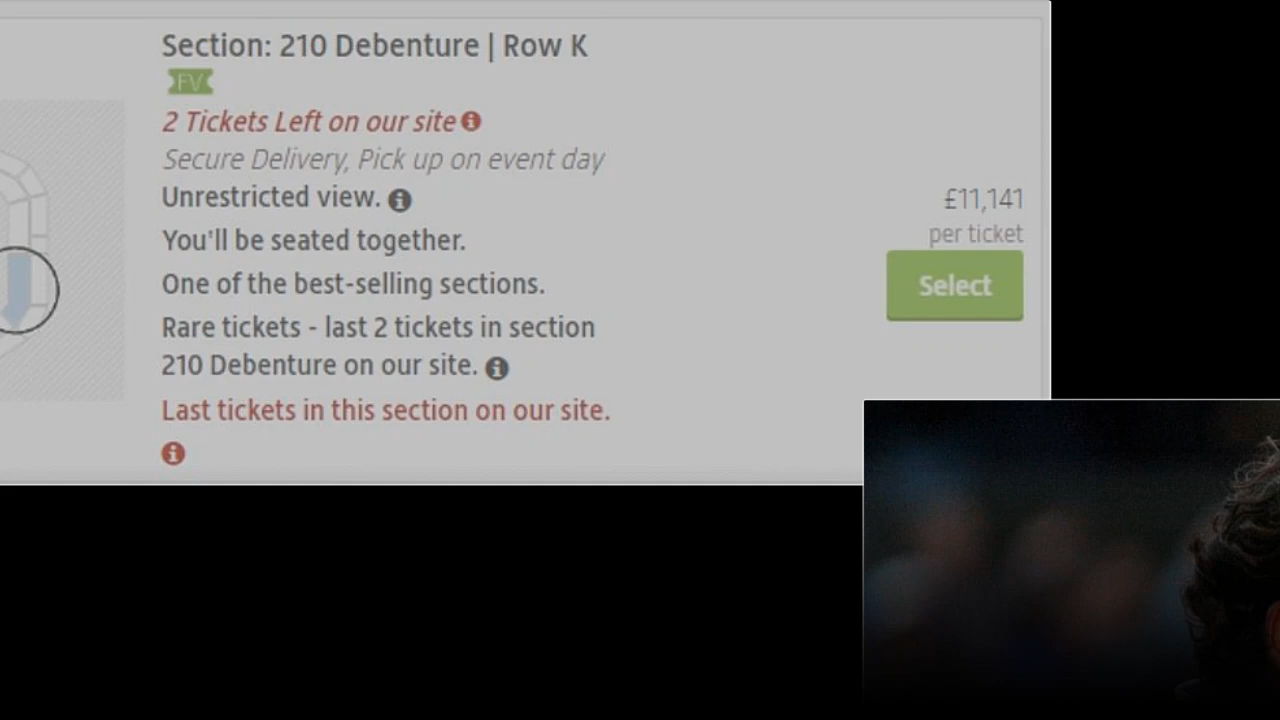 Section: 210 Debenture | Row K
FV
2 Tickets Left on our site
Secure Delivery, Pick up on event day
Unrestricted view.
£11,141
You'll be seated together.
per ticket
One of the best-selling sections.
Select
Rare tickets - last 2 tickets in section
210 Debenture on our site.
Last tickets in this section on our site.